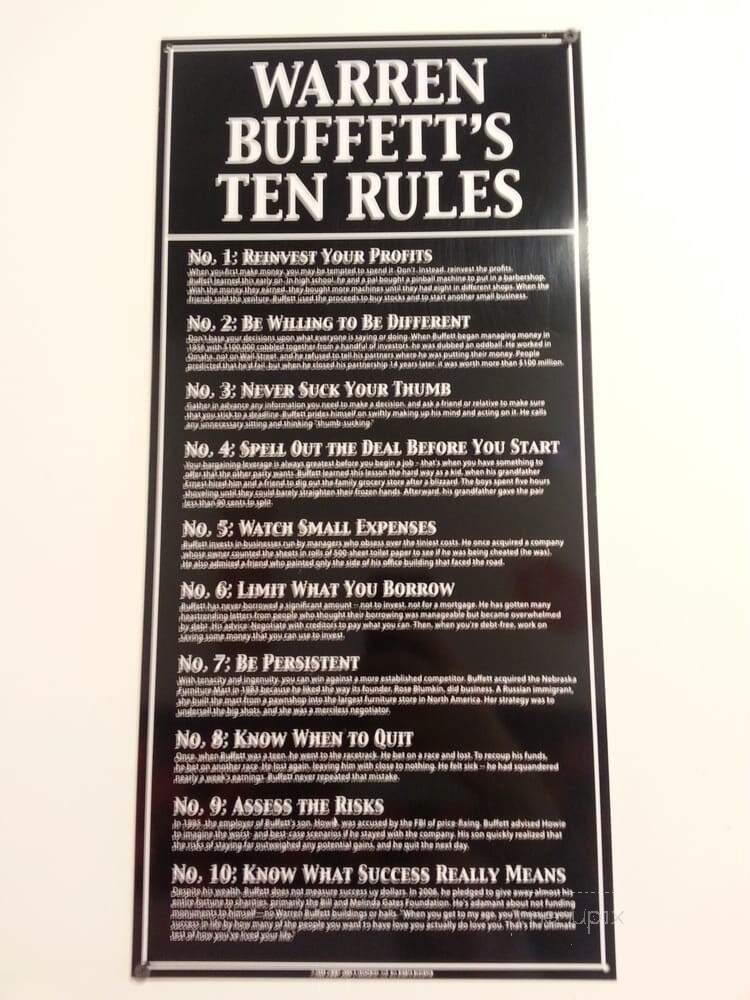 WARREN
BUFFETT'S
TEN RULES
No. 1: Reinvest Your Profits
When you first make money, you may be tempted to spend it. Don't. Instead, reinvest the profits.
Buffett learned this early on. In high school, he and a pal bought a pinball machine to put in a barbershop.
With the money they earned, they bought more machines until they had eight in different shops. When the
friends sold the venture, Buffett used the proceeds to buy stocks and to start another small business.
No. 2: Be Willing to Be Different
Don't base your decisions upon what everyone is saying or doing. When Buffett began managing money in
1956 with $100,000 cobbled together from a handful of investors, he was dubbed an oddball. He worked in
Omaha, not on Wall Street, and he refused to tell his partners where he was putting their money. People
predicted that he'd fail, but when he closed his partnership 14 years later, it was worth more than $100 million.
No. 3: Never Suck Your Thumb
Gather in advance any information you need to make a decision, and ask a friend or relative to make sure
that you stick to a deadline. Buffett prides himself on swiftly making up his mind and acting on it. He calls
any unnecessary sitting and thinking "thumb-sucking."
No. 4: Spell Out the Deal Before You Start
Your bargaining leverage is always greatest before you begin a job – that's when you have something to
offer that the other party wants. Buffett learned this lesson the hard way as a kid, when his grandfather
Ernest hired him and a friend to dig out the family grocery store after a blizzard. The boys spent five hours
shoveling until they could barely straighten their frozen hands. Afterward, his grandfather gave the pair
less than 90 cents to split.
No. 5: Watch Small Expenses
Buffett invests in businesses run by managers who obsess over the tiniest costs. He once acquired a company
whose owner counted the sheets in rolls of 500-sheet toilet paper to see if he was being cheated (he was).
He also admired a friend who painted only the side of his office building that faced the road.
No. 6: Limit What You Borrow
Buffett has never borrowed a significant amount – not to invest, not for a mortgage. He has gotten many
heartrending letters from people who thought their borrowing was manageable but became overwhelmed
by debt. His advice: Negotiate with creditors to pay what you can. Then, when you're debt-free, work on
saving some money that you can use to invest.
No. 7: Be Persistent
With tenacity and ingenuity, you can win against a more established competitor. Buffett acquired the Nebraska
Furniture Mart in 1983 because he liked the way its founder, Rose Blumkin, did business. A Russian immigrant,
she built the mart from a pawnshop into the largest furniture store in North America. Her strategy was to
undersell the big shots, and she was a merciless negotiator.
No. 8: Know When to Quit
Once, when Buffett was a teen, he went to the racetrack. He bet on a race and lost. To recoup his funds,
he bet on another race. He lost again, leaving him with close to nothing. He felt sick – he had squandered
nearly a week's earnings. Buffett never repeated that mistake.
No. 9: Assess the Risks
In 1995, the employer of Buffett's son, Howie, was accused by the FBI of price-fixing. Buffett advised Howie
to imagine the worst- and best-case scenarios if he stayed with the company. His son quickly realized that
the risks of staying far outweighed any potential gains, and he quit the next day.
No. 10: Know What Success Really Means
Despite his wealth, Buffett does not measure success by dollars. In 2006, he pledged to give away almost his
entire fortune to charities, primarily the Bill and Melinda Gates Foundation. He's adamant about not funding
monuments to himself – no Warren Buffett buildings or halls. "When you get to my age, you'll measure your
success in life by how many of the people you want to have love you actually do love you. That's the ultimate
test of how you've lived your life."